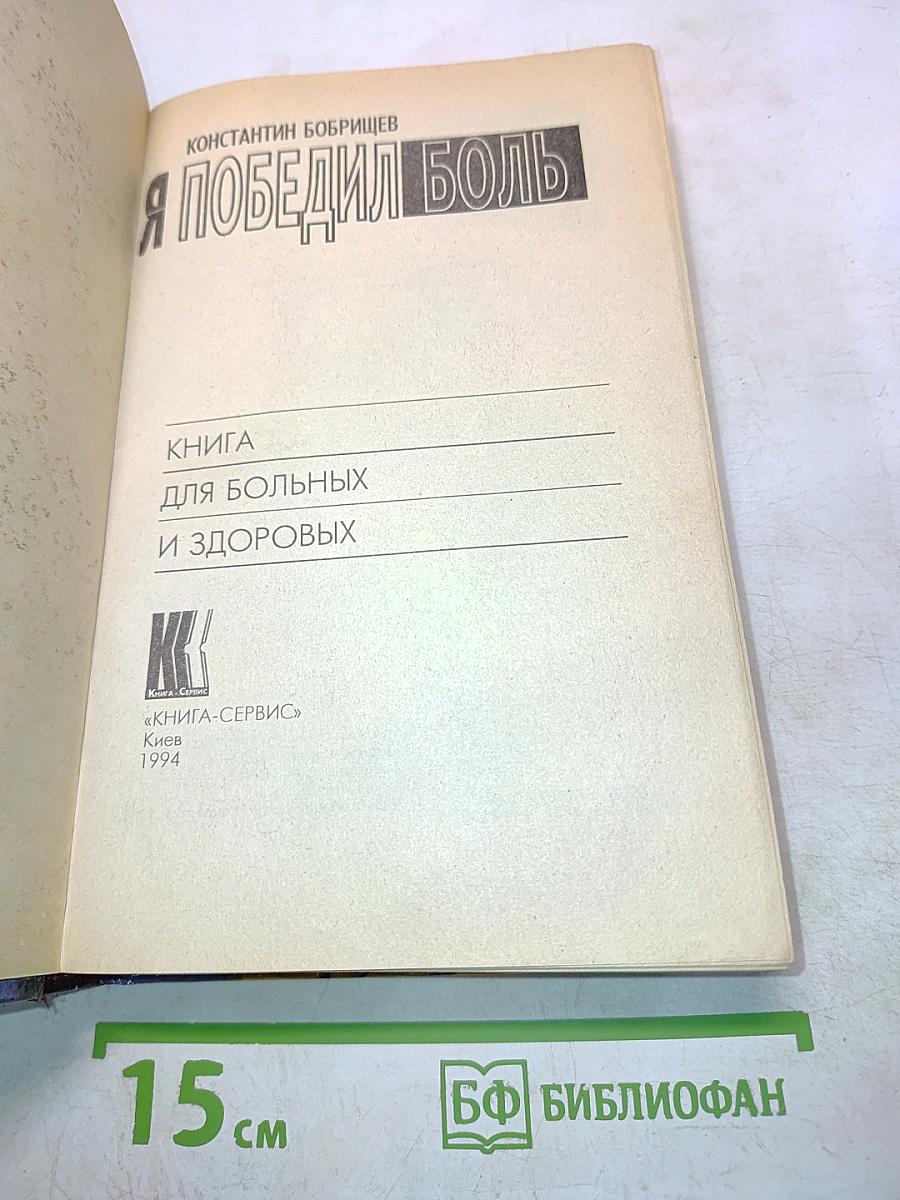 КОНСТАНТИН БОБРИЩЕВ
Я ПОБЕДИЛ БОЛЬ
КНИГА
ДЛЯ БОЛЬНЫХ
И ЗДОРОВЫХ
КС
Книга - Сервис
«КНИГА-СЕРВИС»
Киев
1994
15 см
БФ БИБЛИОФАН